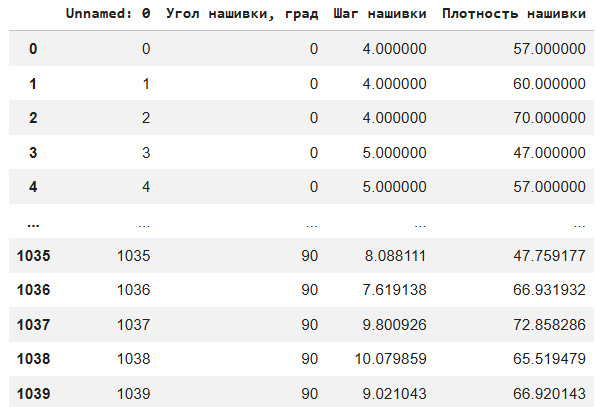 Unnamed: 0 Угол нашивки, град Шаг нашивки Плотность нашивки
0 0 0 4.000000 57.000000
1 1 0 4.000000 60.000000
2 2 0 4.000000 70.000000
3 3 0 5.000000 47.000000
4 4 0 5.000000 57.000000
... ... ... ... ...
1035 1035 90 8.088111 47.759177
1036 1036 90 7.619138 66.931932
1037 1037 90 9.800926 72.858286
1038 1038 90 10.079859 65.519479
1039 1039 90 9.021043 66.920143